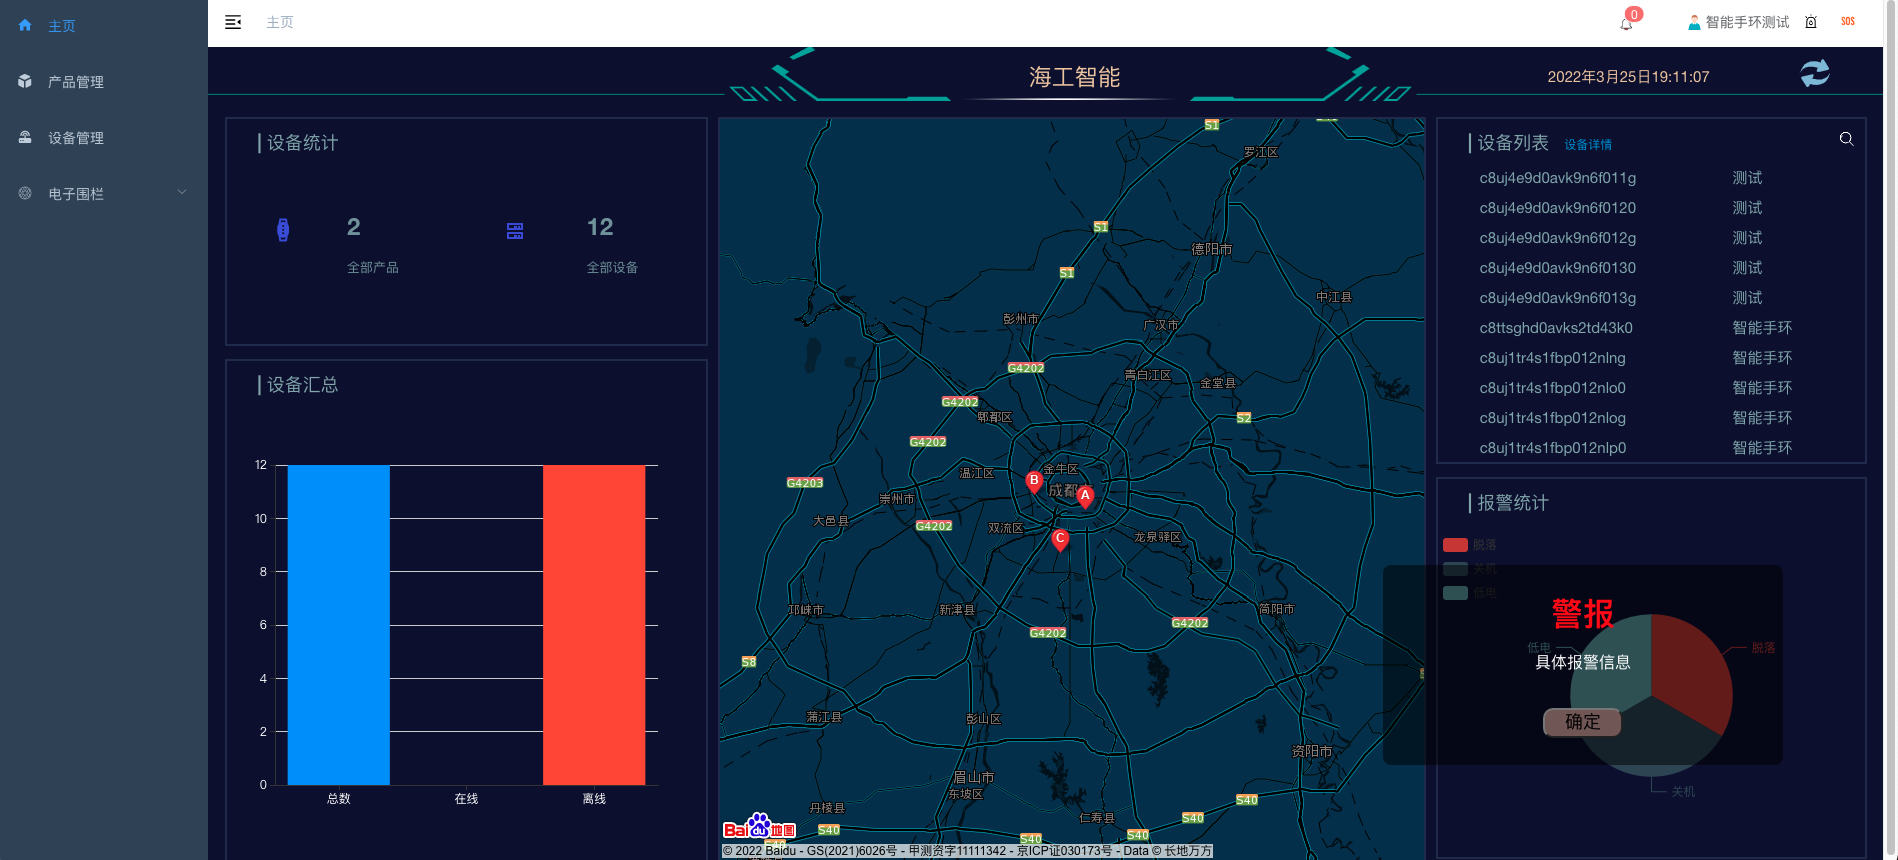 主页
产品管理
设备管理
电子围栏
主页
0
智能手环测试
SOS
海工智能
2022年3月25日19:11:07
设备统计
2
全部产品
12
全部设备
设备汇总
12
10
8
6
4
2
0
总数
在线
离线
S1
罗江区
S1
德阳市
S1
中江县
彭州市
广汉市
G4202
青白江区
金堂县
G4202
郫都区
S2
G4202
温江区
金牛区
G4203
B
成都
A
崇州市
大邑县
G4202
双流区
C
龙泉驿区
邛崃市
新津县
简阳市
G4202
G4202
S8
蒲江县
彭山区
资阳市
眉山市
东坡区
丹棱县
S40
仁寿县
S40
S40
S40
S40
Bai du 地图
© 2022 Baidu - GS(2021)6026号 - 甲测资字11111342 - 京ICP证030173号 - Data © 长地万方
设备列表 设备详情
c8uj4e9d0avk9n6f011g 测试
c8uj4e9d0avk9n6f0120 测试
c8uj4e9d0avk9n6f012g 测试
c8uj4e9d0avk9n6f0130 测试
c8uj4e9d0avk9n6f013g 测试
c8ttsghd0avks2td43k0 智能手环
c8uj1tr4s1fbp012nlng 智能手环
c8uj1tr4s1fbp012nlo0 智能手环
c8uj1tr4s1fbp012nlog 智能手环
c8uj1tr4s1fbp012nlp0 智能手环
报警统计
脱落
关机
低电
警报
低电
脱落
具体报警信息
确定
关机